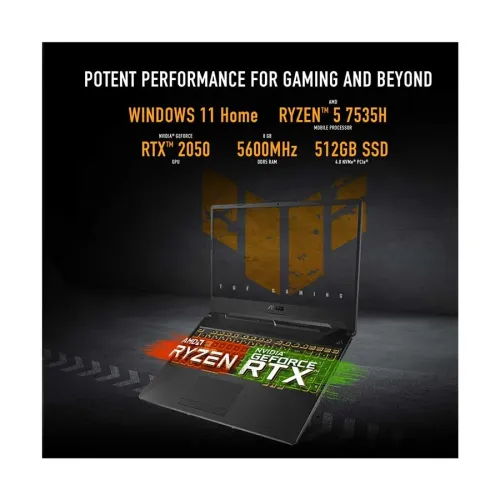 POTENT PERFORMANCE FOR GAMING AND BEYOND
AMD
WINDOWS 11 Home RYZEN™ 5 7535H
MOBILE PROCESSOR
NVIDIA® GEFORCE 8 GB
RTX™ 2050 5600MHz 512GB SSD
GPU DDR5 RAM 4.0 NVMe® PCIe®
TUF GAMING
AMD
RYZEN
NVIDIA
GEFORCE
RTX